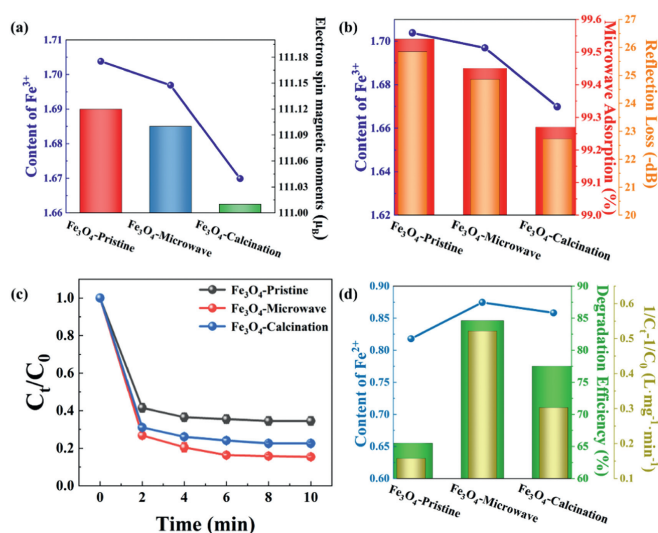 (a)
Content of Fe³⁺
1.71
1.70
1.69
1.68
1.67
1.66
111.18
111.15
111.12
111.09
111.06
111.03
111.00
Electron spin magnetic moments (μB)
Fe₃O₄-Pristine
Fe₃O₄-Microwave
Fe₃O₄-Calcination
(b)
Content of Fe³⁺
1.70
1.68
1.66
1.64
1.62
99.6
99.5
99.4
99.3
99.2
99.1
99.0
Microwave Adsorption (%)
26
25
24
23
22
21
20
27
Reflection Loss (-dB)
Fe₃O₄-Pristine
Fe₃O₄-Microwave
Fe₃O₄-Calcination
(c)
Fe₃O₄-Pristine
Fe₃O₄-Microwave
Fe₃O₄-Calcination
Cₜ/C₀
1.0
0.8
0.6
0.4
0.2
0.0
0
2
4
6
8
10
Time (min)
(d)
Content of Fe²⁺
0.90
0.85
0.80
0.75
0.70
0.65
0.60
90
85
80
75
70
65
60
Degradation Efficiency (%)
0.6
0.5
0.4
0.3
0.2
0.1
1/Cₜ-1/C₀ (L·mg⁻¹·min⁻¹)
Fe₃O₄-Pristine
Fe₃O₄-Microwave
Fe₃O₄-Calcination